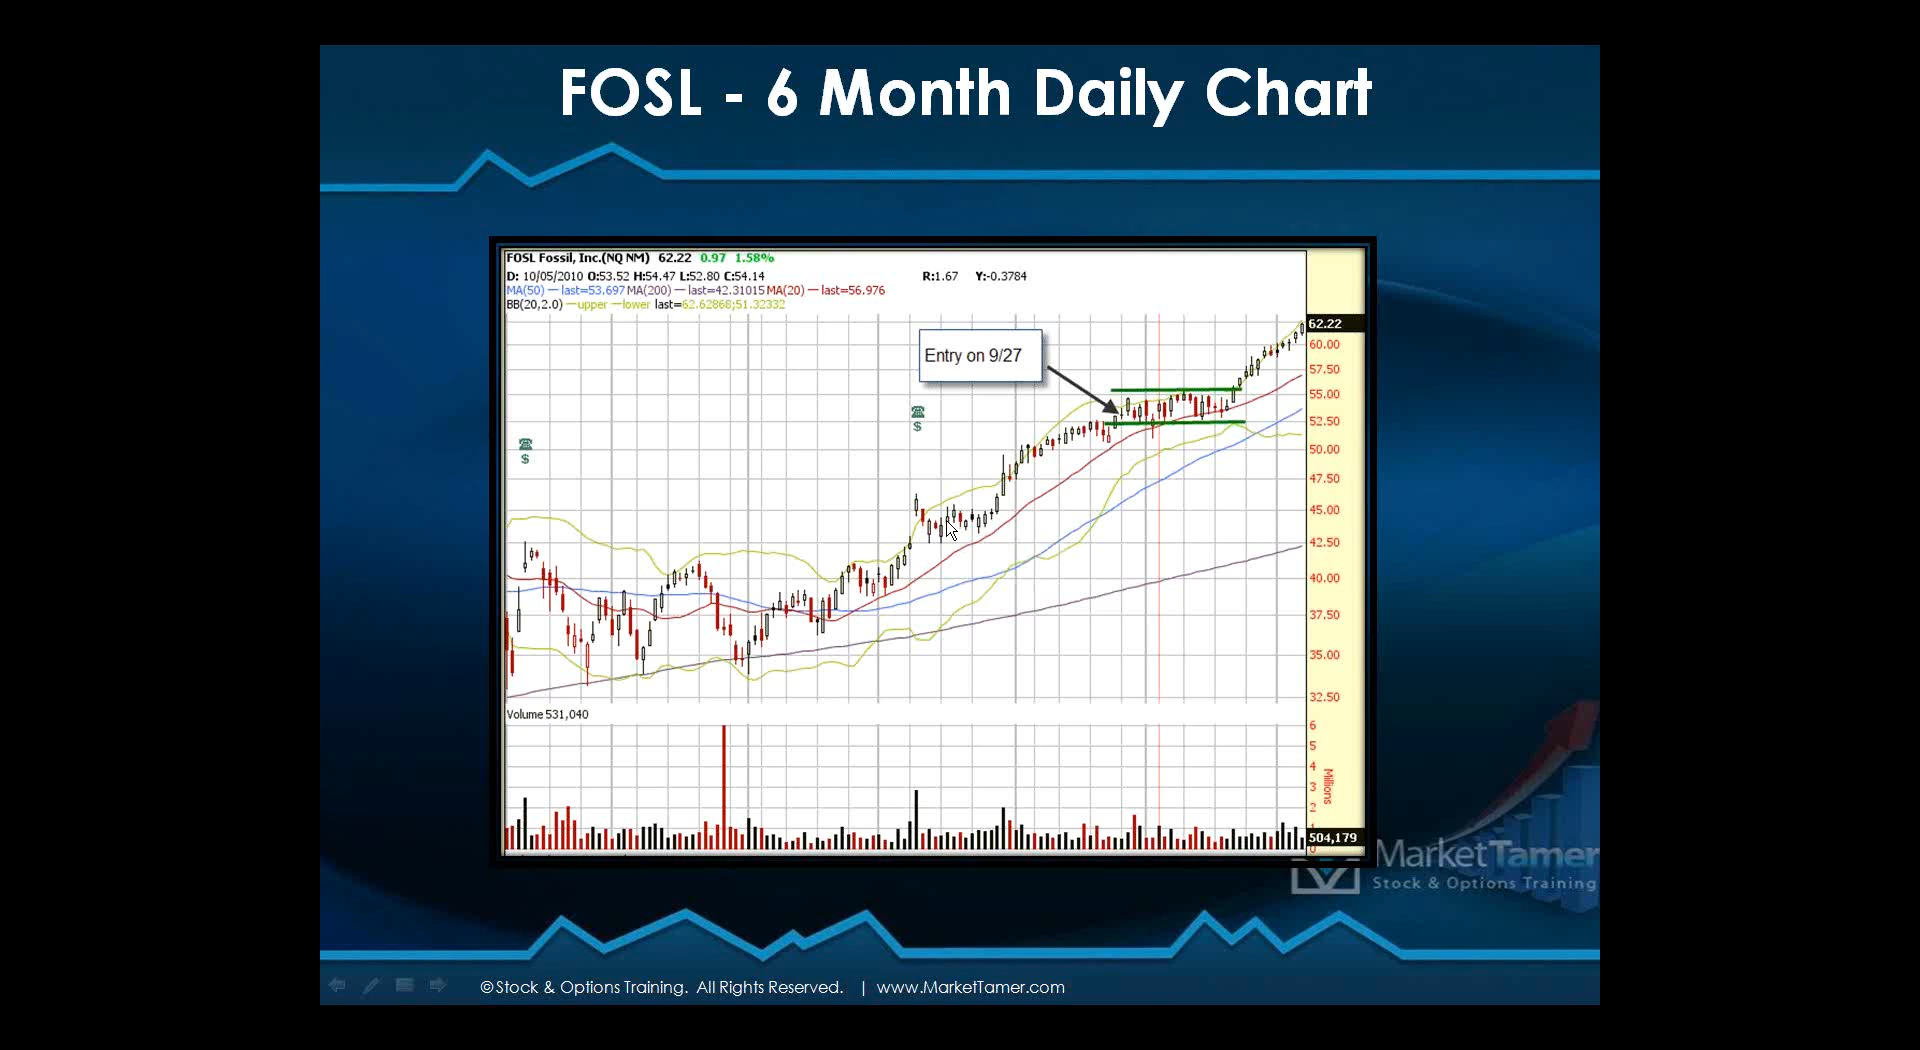 FOSL - 6 Month Daily Chart
FOSL Fossil, Inc.(NQ NM) 62.22 0.97 1.58%
D: 10/05/2010 O:53.52 H:54.47 L:52.80 C:54.14 R:1.67 Y:-0.3784
MA(50) — last=53.697 MA(200) — last=42.31015 MA(20) — last=56.976
BB(20,2.0) —upper —lower last=62.62868;51.32332
62.22
Entry on 9/27
60.00
57.50
55.00
52.50
50.00
47.50
45.00
42.50
40.00
37.50
35.00
32.50
$
$
Volume 531,040
6
5
4
3
2
1
0
Millions
504,179
MarketTamer
Stock & Options Training
©Stock & Options Training. All Rights Reserved. | www.MarketTamer.com